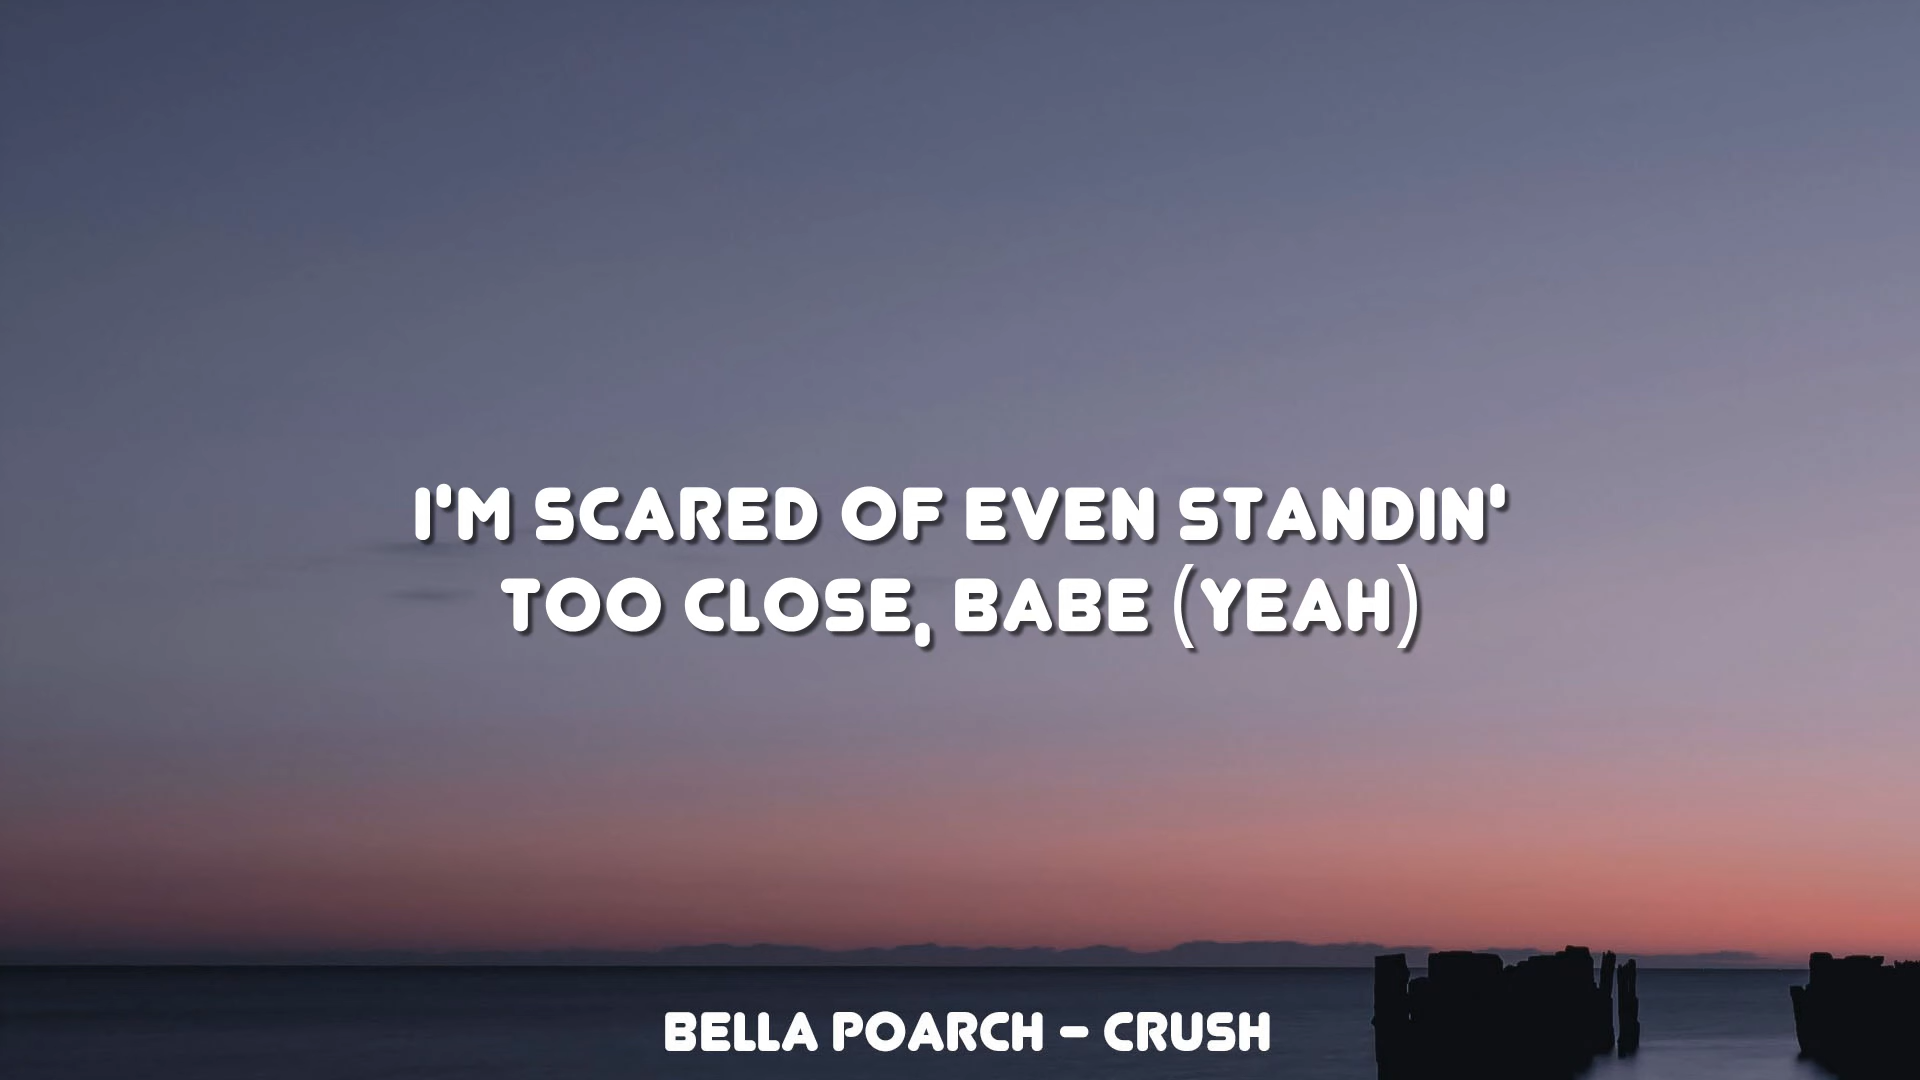 I'M SCARED OF EVEN STANDIN'
TOO CLOSE, BABE (YEAH)
BELLA POARCH - CRUSH